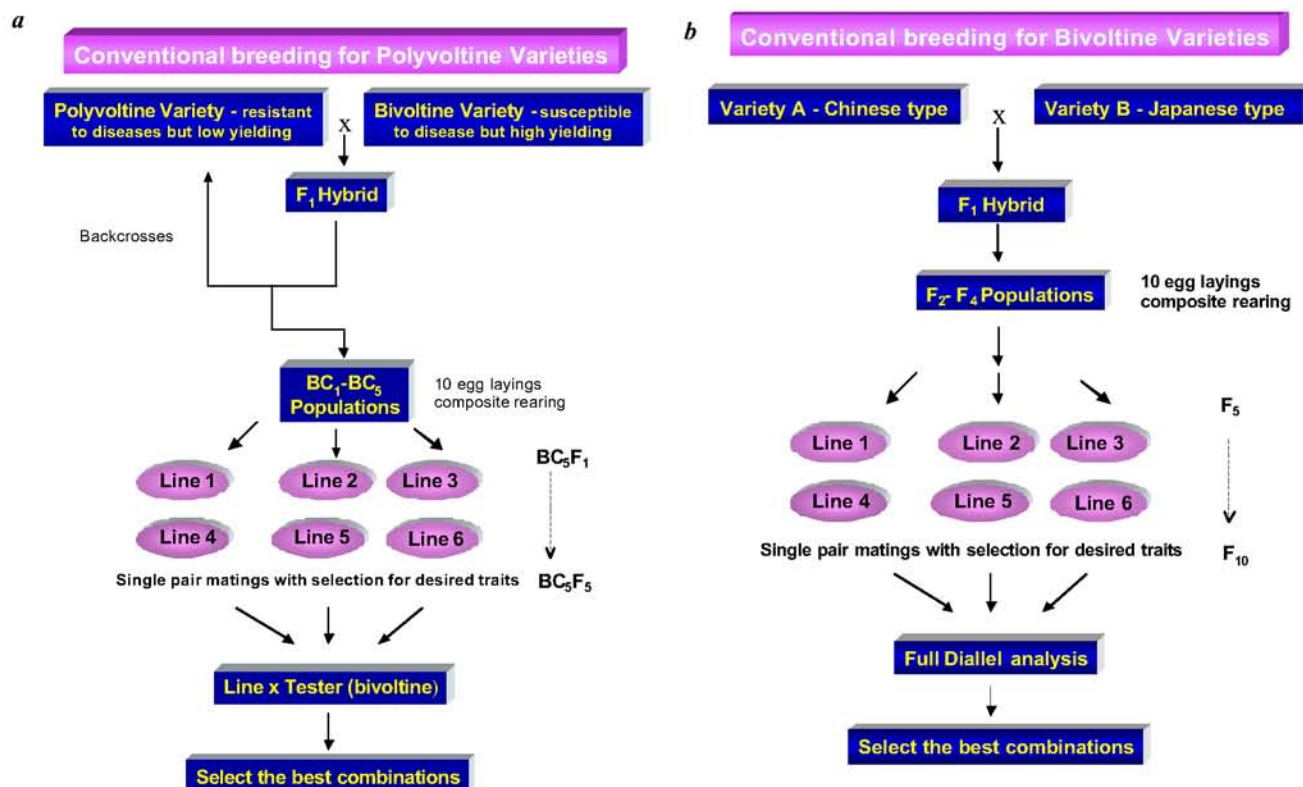 a
Conventional breeding for Polyvoltine Varieties
Polyvoltine Variety - resistant
to diseases but low yielding
X
Bivoltine Variety - susceptible
to disease but high yielding
F₁ Hybrid
Backcrosses
BC₁-BC₅
Populations
10 egg layings
composite rearing
Line 1
Line 2
Line 3
BC₅F₁
Line 4
Line 5
Line 6
Single pair matings with selection for desired traits
BC₅F₅
Line x Tester (bivoltine)
Select the best combinations
b
Conventional breeding for Bivoltine Varieties
Variety A - Chinese type
X
Variety B - Japanese type
F₁ Hybrid
F₂- F₄ Populations
10 egg layings
composite rearing
F₅
Line 1
Line 2
Line 3
Line 4
Line 5
Line 6
Single pair matings with selection for desired traits
F₁₀
Full Diallel analysis
Select the best combinations